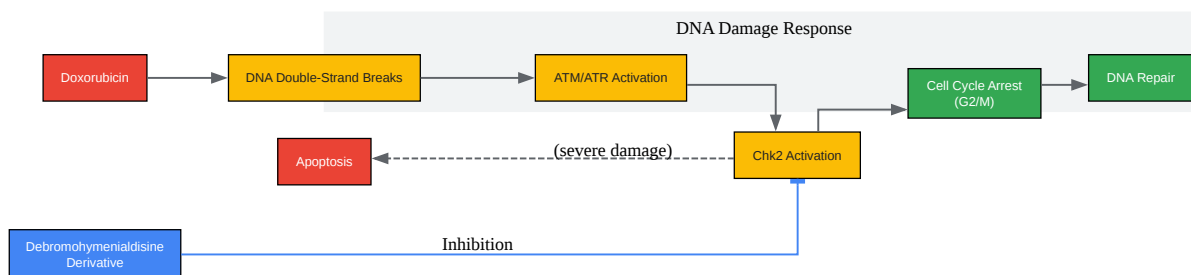 DNA Damage Response
Doxorubicin
DNA Double-Strand Breaks
ATM/ATR Activation
Cell Cycle Arrest
(G2/M)
DNA Repair
Apoptosis
(severe damage)
Chk2 Activation
Debromohymenialdisine
Derivative
Inhibition